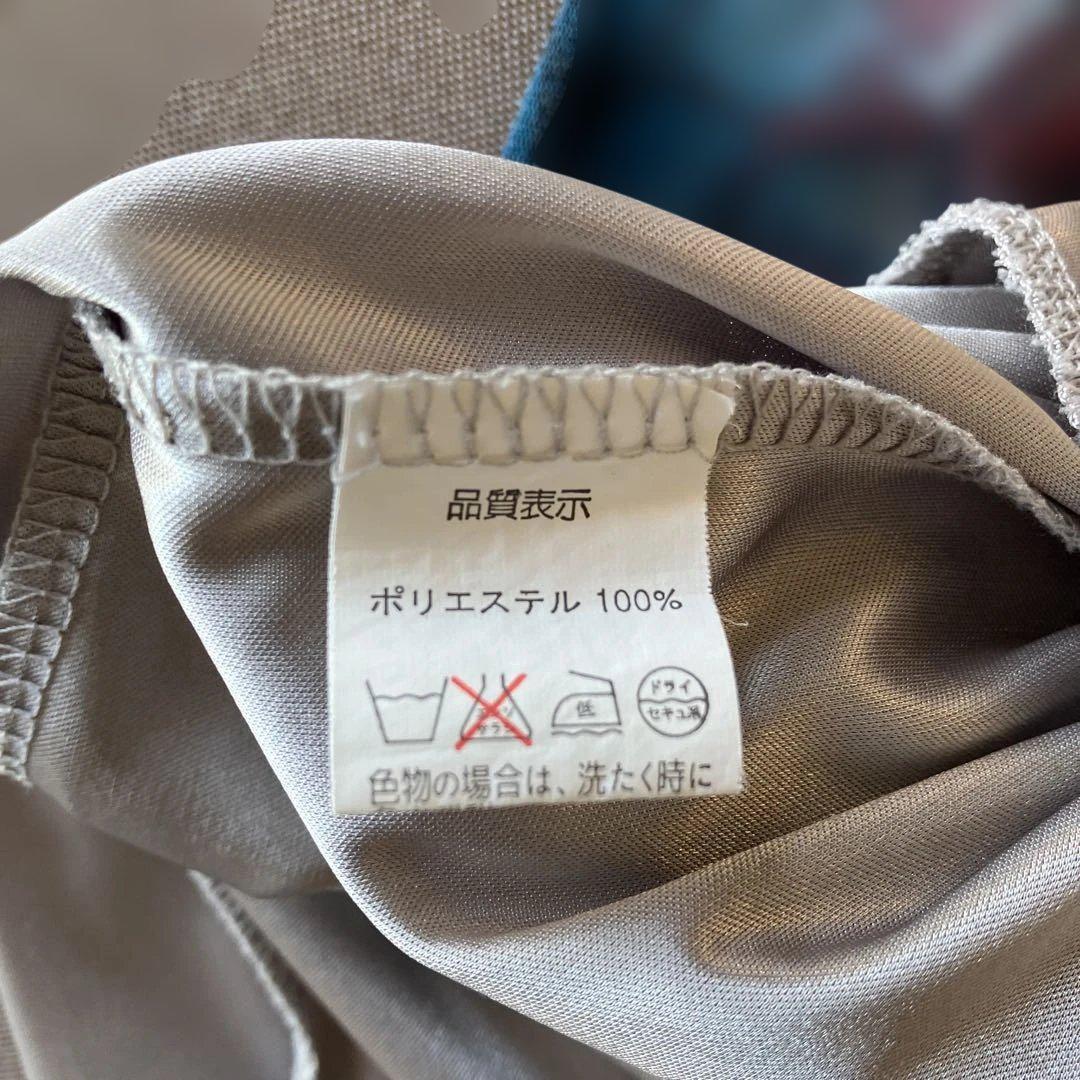 品質表示
ポリエステル 100%
低
ドライ
セキユ系
色物の場合は、洗たく時に